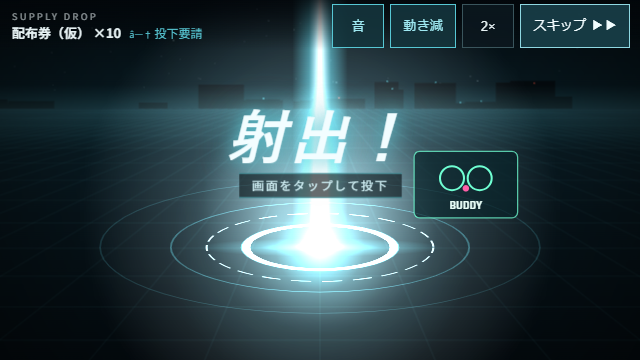 SUPPLY DROP
配布券（仮） ×10 â—† 投下要請
音
動き減
2×
スキップ ▶▶
射出！
画面をタップして投下
BUDDY